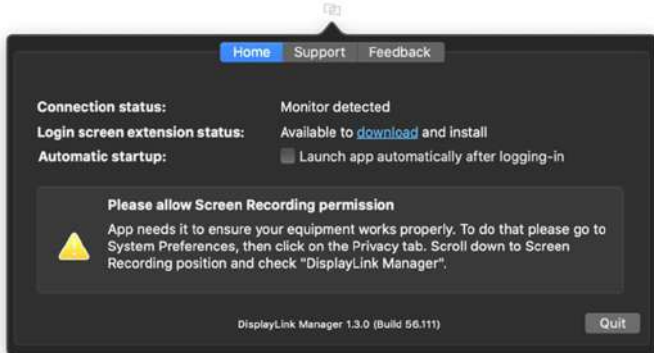 Home Support Feedback
Connection status: Monitor detected
Login screen extension status: Available to download and install
Automatic startup: Launch app automatically after logging-in
Please allow Screen Recording permission
App needs it to ensure your equipment works properly. To do that please go to
System Preferences, then click on the Privacy tab. Scroll down to Screen
Recording position and check "DisplayLink Manager".
DisplayLink Manager 1.3.0 (Build 56.111) Quit